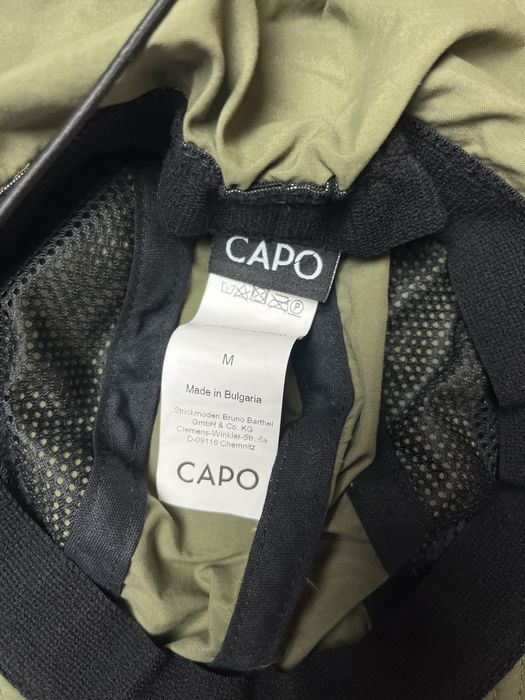 CAPO
M
Made in Bulgaria
Strickmoden Bruno Barthel
GmbH & Co. KG
Clemens-Winkler-Str. 6a
D-09116 Chemnitz
CAPO